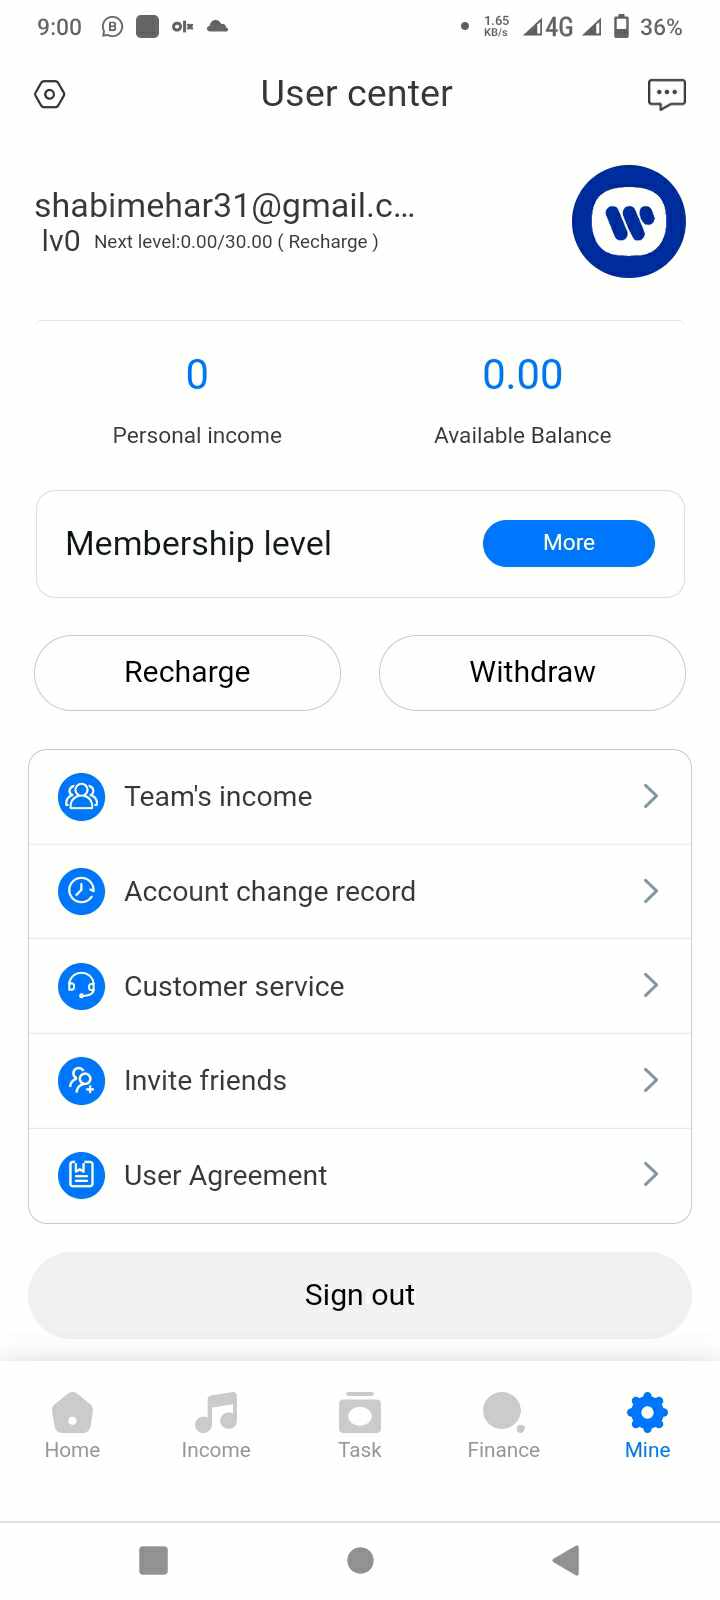 9:00 B olx 1.65 KB/s 4G 36%
User center
shabimehar31@gmail.c...
lv0 Next level:0.00/30.00 ( Recharge )
0 0.00
Personal income Available Balance
Membership level More
Recharge Withdraw
Team's income
Account change record
Customer service
Invite friends
User Agreement
Sign out
Home Income Task Finance Mine